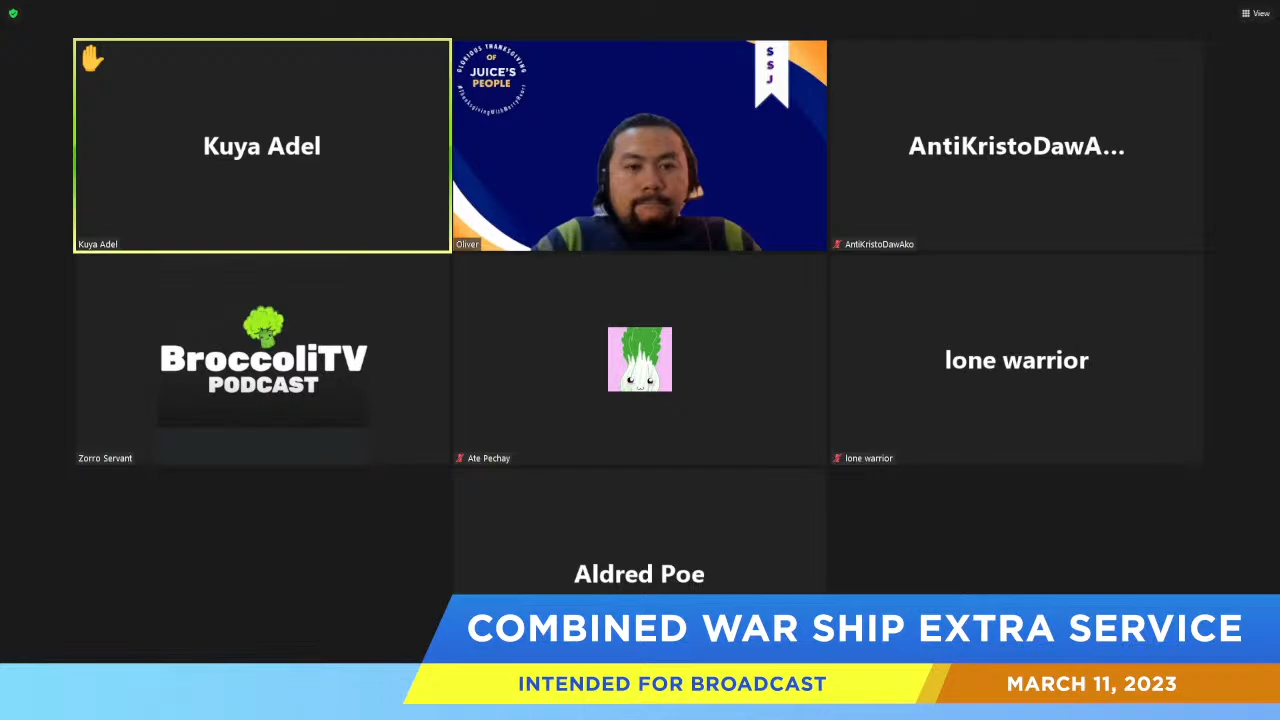 View
Kuya Adel
Kuya Adel
GLORIOUS THANKSGIVING
OF
JUICE'S
PEOPLE
#ThanksgivingWithMerryHeart
S
S
J
Oliver
AntiKristoDawA...
AntiKristoDawAko
BroccoliTV
PODCAST
Zorro Servant
Ate Pechay
lone warrior
lone warrior
Aldred Poe
COMBINED WAR SHIP EXTRA SERVICE
INTENDED FOR BROADCAST
MARCH 11, 2023